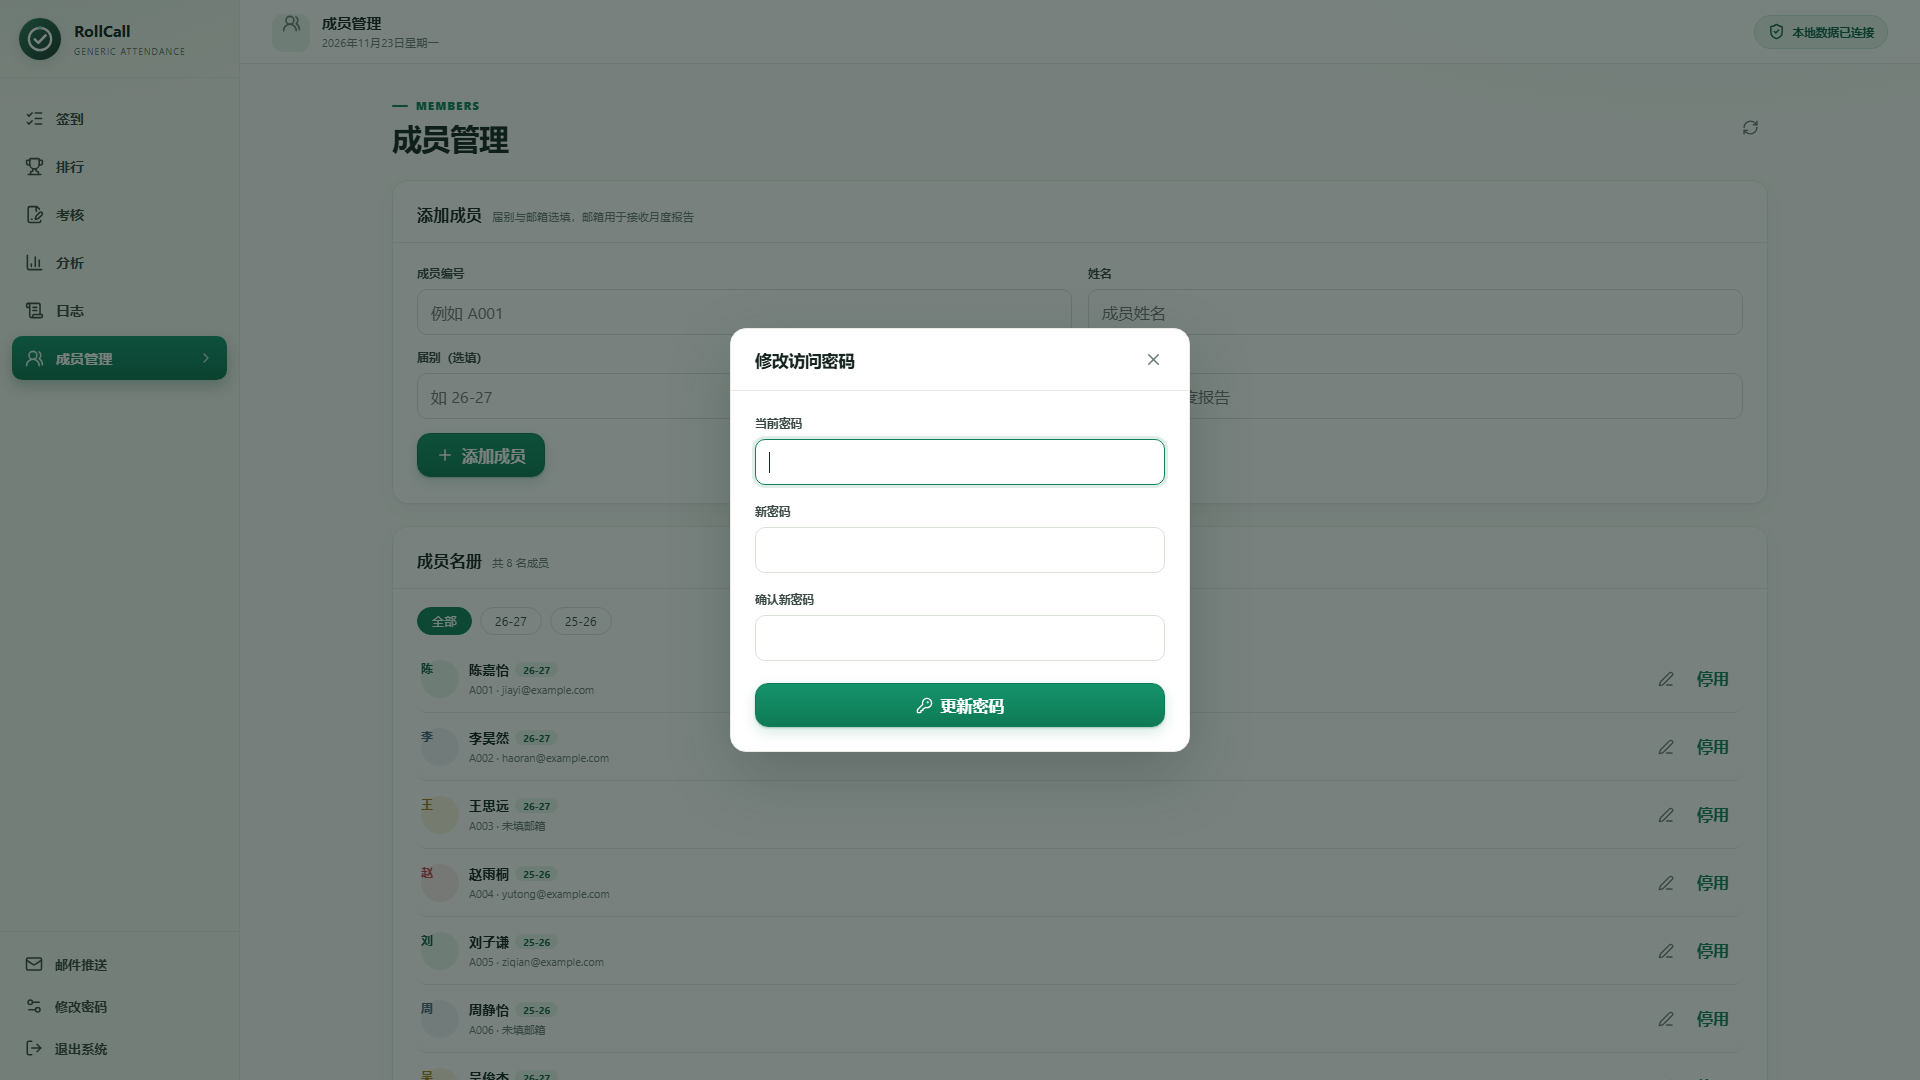 RollCall
GENERIC ATTENDANCE
签到
排行
考核
分析
日志
成员管理
邮件推送
修改密码
退出系统
成员管理
2026年11月23日星期一
本地数据已连接
MEMBERS
成员管理
添加成员 届别与邮箱选填，邮箱用于接收月度报告
成员编号
例如 A001
姓名
成员姓名
届别（选填）
如 26-27
度报告
添加成员
成员名册 共 8 名成员
全部 26-27 25-26
陈 陈嘉怡 26-27
A001 · jiayi@example.com
停用
李 李昊然 26-27
A002 · haoran@example.com
停用
王 王思远 26-27
A003 · 未填邮箱
停用
赵 赵雨桐 25-26
A004 · yutong@example.com
停用
刘 刘子谦 25-26
A005 · ziqian@example.com
停用
周 周静怡 25-26
A006 · 未填邮箱
停用
吴 吴俊杰 26-27
修改访问密码
当前密码
新密码
确认新密码
更新密码